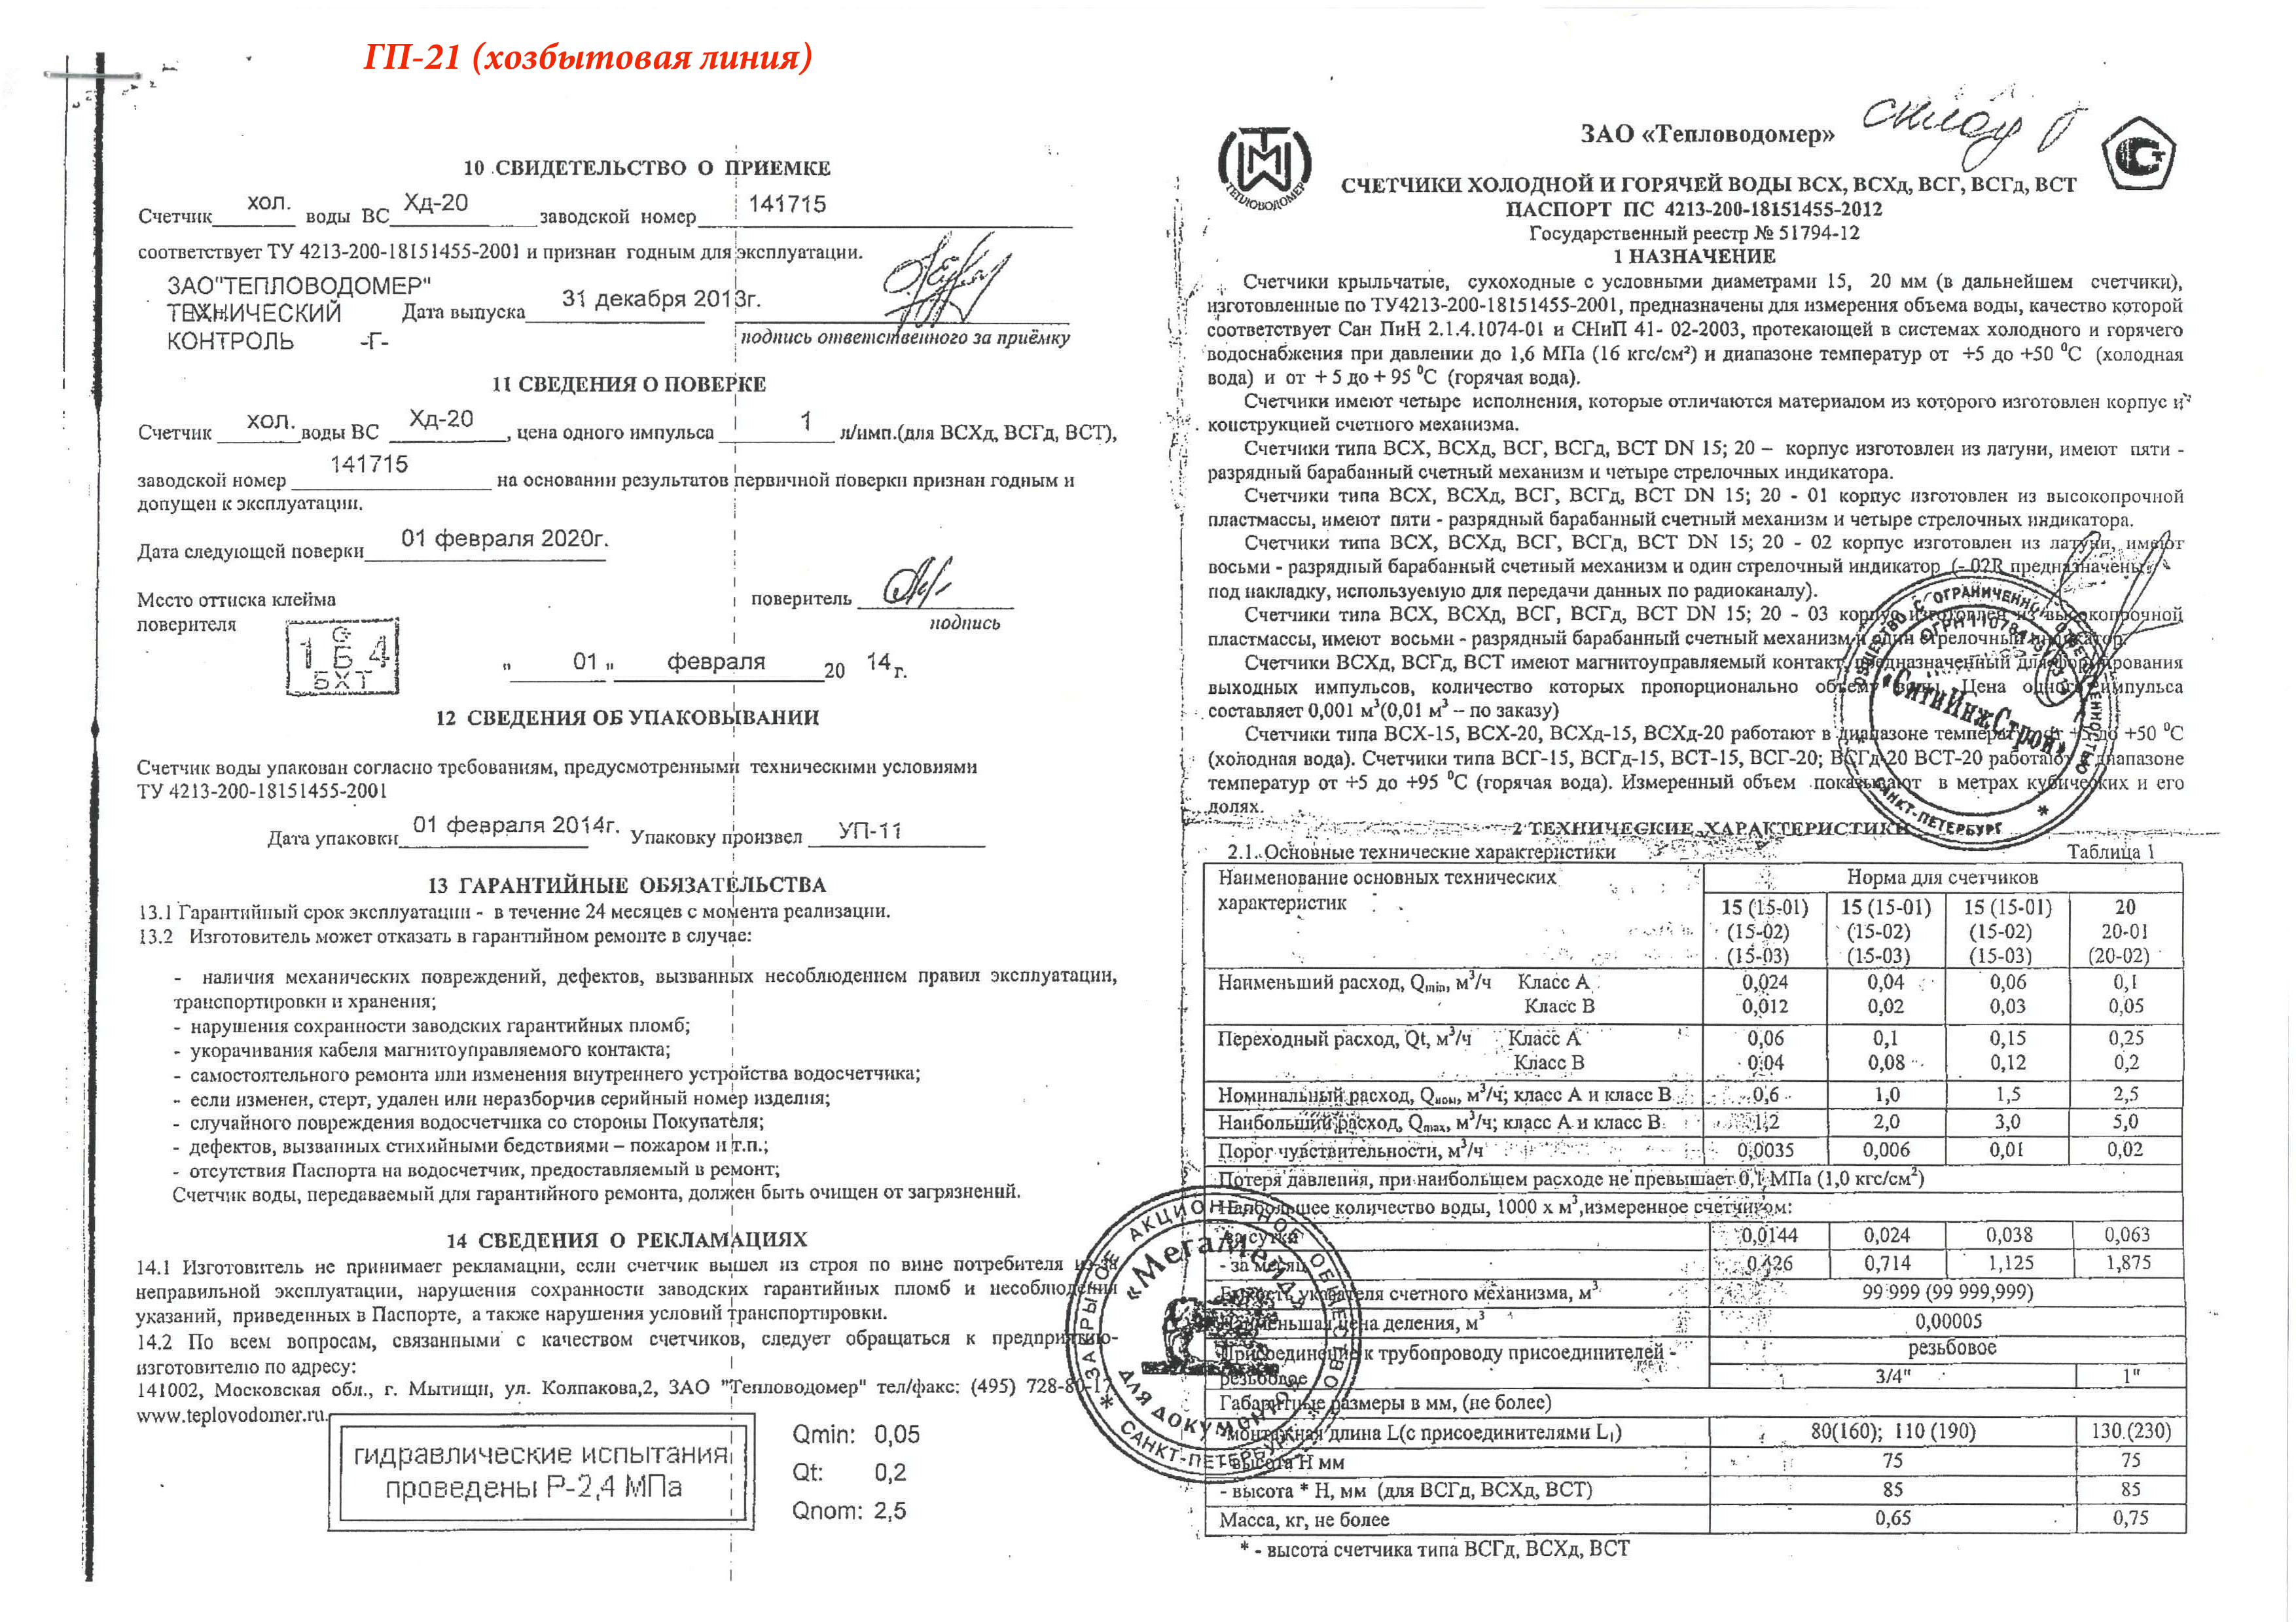 ГП-21 (хозбытовая линия)
10 СВИДЕТЕЛЬСТВО О ПРИЕМКЕ
Счетчик хол. воды ВС Хд-20 заводской номер 141715
соответствует ТУ 4213-200-18151455-2001 и признан годным для эксплуатации.
ЗАО"ТЕПЛОВОДОМЕР"
ТЕХНИЧЕСКИЙ
КОНТРОЛЬ -Г-
Дата выпуска 31 декабря 2013г.
подпись ответственного за приёмку
11 СВЕДЕНИЯ О ПОВЕРКЕ
Счетчик хол. воды ВС Хд-20, цена одного импульса 1 л/имп.(для ВСХд, ВСГд, ВСТ),
заводской номер 141715 на основании результатов первичной поверки признан годным и
допущен к эксплуатации.
Дата следующей поверки 01 февраля 2020г.
Место оттиска клейма
поверителя
поверитель
подпись
1 Б 4
БХТ
" 01 " февраля 20 14г.
12 СВЕДЕНИЯ ОБ УПАКОВЫВАНИИ
Счетчик воды упакован согласно требованиям, предусмотренными техническими условиями
ТУ 4213-200-18151455-2001
Дата упаковки 01 февраля 2014г. Упаковку произвел УП-11
13 ГАРАНТИЙНЫЕ ОБЯЗАТЕЛЬСТВА
13.1 Гарантийный срок эксплуатации - в течение 24 месяцев с момента реализации.
13.2 Изготовитель может отказать в гарантийном ремонте в случае:
- наличия механических повреждений, дефектов, вызванных несоблюдением правил эксплуатации,
транспортировки и хранения;
- нарушения сохранности заводских гарантийных пломб;
- укорачивания кабеля магнитоуправляемого контакта;
- самостоятельного ремонта или изменения внутреннего устройства водосчетчика;
- если изменен, стерт, удален или неразборчив серийный номер изделия;
- случайного повреждения водосчетчика со стороны Покупателя;
- дефектов, вызванных стихийными бедствиями – пожаром и т.п.;
- отсутствия Паспорта на водосчетчик, предоставляемый в ремонт;
Счетчик воды, передаваемый для гарантийного ремонта, должен быть очищен от загрязнений.
14 СВЕДЕНИЯ О РЕКЛАМАЦИЯХ
14.1 Изготовитель не принимает рекламации, если счетчик вышел из строя по вине потребителя из-за
неправильной эксплуатации, нарушения сохранности заводских гарантийных пломб и несоблюдения
указаний, приведенных в Паспорте, а также нарушения условий транспортировки.
14.2 По всем вопросам, связанными с качеством счетчиков, следует обращаться к предприятию-
изготовителю по адресу:
141002, Московская обл., г. Мытищи, ул. Колпакова,2, ЗАО "Тепловодомер" тел/факс: (495) 728-80-17
www.teplovodomer.ru.
гидравлические испытания
проведены Р-2,4 МПа
Qmin: 0,05
Qt: 0,2
Qnom: 2,5
ТЕПЛОВОДОМЕР
ЗАО «Тепловодомер»
СЧЕТЧИКИ ХОЛОДНОЙ И ГОРЯЧЕЙ ВОДЫ ВСХ, ВСХд, ВСГ, ВСГд, ВСТ
ПАСПОРТ ПС 4213-200-18151455-2012
Государственный реестр № 51794-12
1 НАЗНАЧЕНИЕ
Счетчики крыльчатые, сухоходные с условными диаметрами 15, 20 мм (в дальнейшем счетчики),
изготовленные по ТУ4213-200-18151455-2001, предназначены для измерения объема воды, качество которой
соответствует Сан ПиН 2.1.4.1074-01 и СНиП 41- 02-2003, протекающей в системах холодного и горячего
водоснабжения при давлении до 1,6 МПа (16 кгс/см²) и диапазоне температур от +5 до +50 ⁰С (холодная
вода) и от + 5 до + 95 ⁰С (горячая вода).
Счетчики имеют четыре исполнения, которые отличаются материалом из которого изготовлен корпус и
конструкцией счетного механизма.
Счетчики типа ВСХ, ВСХд, ВСГ, ВСГд, ВСТ DN 15; 20 – корпус изготовлен из латуни, имеют пяти -
разрядный барабанный счетный механизм и четыре стрелочных индикатора.
Счетчики типа ВСХ, ВСХд, ВСГ, ВСГд, ВСТ DN 15; 20 - 01 корпус изготовлен из высокопрочной
пластмассы, имеют пяти - разрядный барабанный счетный механизм и четыре стрелочных индикатора.
Счетчики типа ВСХ, ВСХд, ВСГ, ВСГд, ВСТ DN 15; 20 - 02 корпус изготовлен из латуни, имеют
восьми - разрядный барабанный счетный механизм и один стрелочный индикатор (- 02R предназначены
под накладку, используемую для передачи данных по радиоканалу).
Счетчики типа ВСХ, ВСХд, ВСГ, ВСГд, ВСТ DN 15; 20 - 03 корпус изготовлен из высокопрочной
пластмассы, имеют восьми - разрядный барабанный счетный механизм и один стрелочный индикатор.
Счетчики ВСХд, ВСГд, ВСТ имеют магнитоуправляемый контакт, предназначенный для формирования
выходных импульсов, количество которых пропорционально объему воды. Цена одного импульса
составляет 0,001 м³(0,01 м³ – по заказу)
Счетчики типа ВСХ-15, ВСХ-20, ВСХд-15, ВСХд-20 работают в диапазоне температур от +5 до +50 ⁰С
(холодная вода). Счетчики типа ВСГ-15, ВСГд-15, ВСТ-15, ВСГ-20; ВСГд-20 ВСТ-20 работают в диапазоне
температур от +5 до +95 ⁰С (горячая вода). Измеренный объем показывают в метрах кубических и его
долях.
ОБЩЕСТВО С ОГРАНИЧЕННОЙ ОТВЕТСТВЕННОСТЬЮ
«СитиИнжСтрой»
САНКТ-ПЕТЕРБУРГ
2 ТЕХНИЧЕСКИЕ ХАРАКТЕРИСТИКИ
2.1. Основные технические характеристики Таблица 1
Наименование основных технических Норма для счетчиков
характеристик 15 (15-01) 15 (15-01) 15 (15-01) 20
(15-02) (15-02) (15-02) 20-01
(15-03) (15-03) (15-03) (20-02)
Наименьший расход, Qmin, м³/ч Класс А 0,024 0,04 0,06 0,1
Класс В 0,012 0,02 0,03 0,05
Переходный расход, Qt, м³/ч Класс А 0,06 0,1 0,15 0,25
Класс В 0,04 0,08 0,12 0,2
Номинальный расход, Qном, м³/ч; класс А и класс В 0,6 1,0 1,5 2,5
Наибольший расход, Qmax, м³/ч; класс А и класс В 1,2 2,0 3,0 5,0
Порог чувствительности, м³/ч 0,0035 0,006 0,01 0,02
Потеря давления, при наибольшем расходе не превышает 0,1 МПа (1,0 кгс/см²)
Наибольшее количество воды, 1000 х м³,измеренное счетчиком:
за сутки 0,0144 0,024 0,038 0,063
- за месяц 0,426 0,714 1,125 1,875
Емкость указателя счетного механизма, м³ 99 999 (99 999,999)
Наименьшая цена деления, м³ 0,00005
Присоединение к трубопроводу присоединителей - резьбовое
резьбовое 3/4" 1"
Габаритные размеры в мм, (не более)
- монтажная длина L(с присоединителями L₁) 80(160); 110 (190) 130 (230)
- высота Н мм 75 75
- высота * Н, мм (для ВСГд, ВСХд, ВСТ) 85 85
Масса, кг, не более 0,65 0,75
* - высота счетчика типа ВСГд, ВСХд, ВСТ
ЗАКРЫТОЕ АКЦИОНЕРНОЕ ОБЩЕСТВО
«МегаМейд»
ДЛЯ ДОКУМЕНТОВ
САНКТ-ПЕТЕРБУРГ